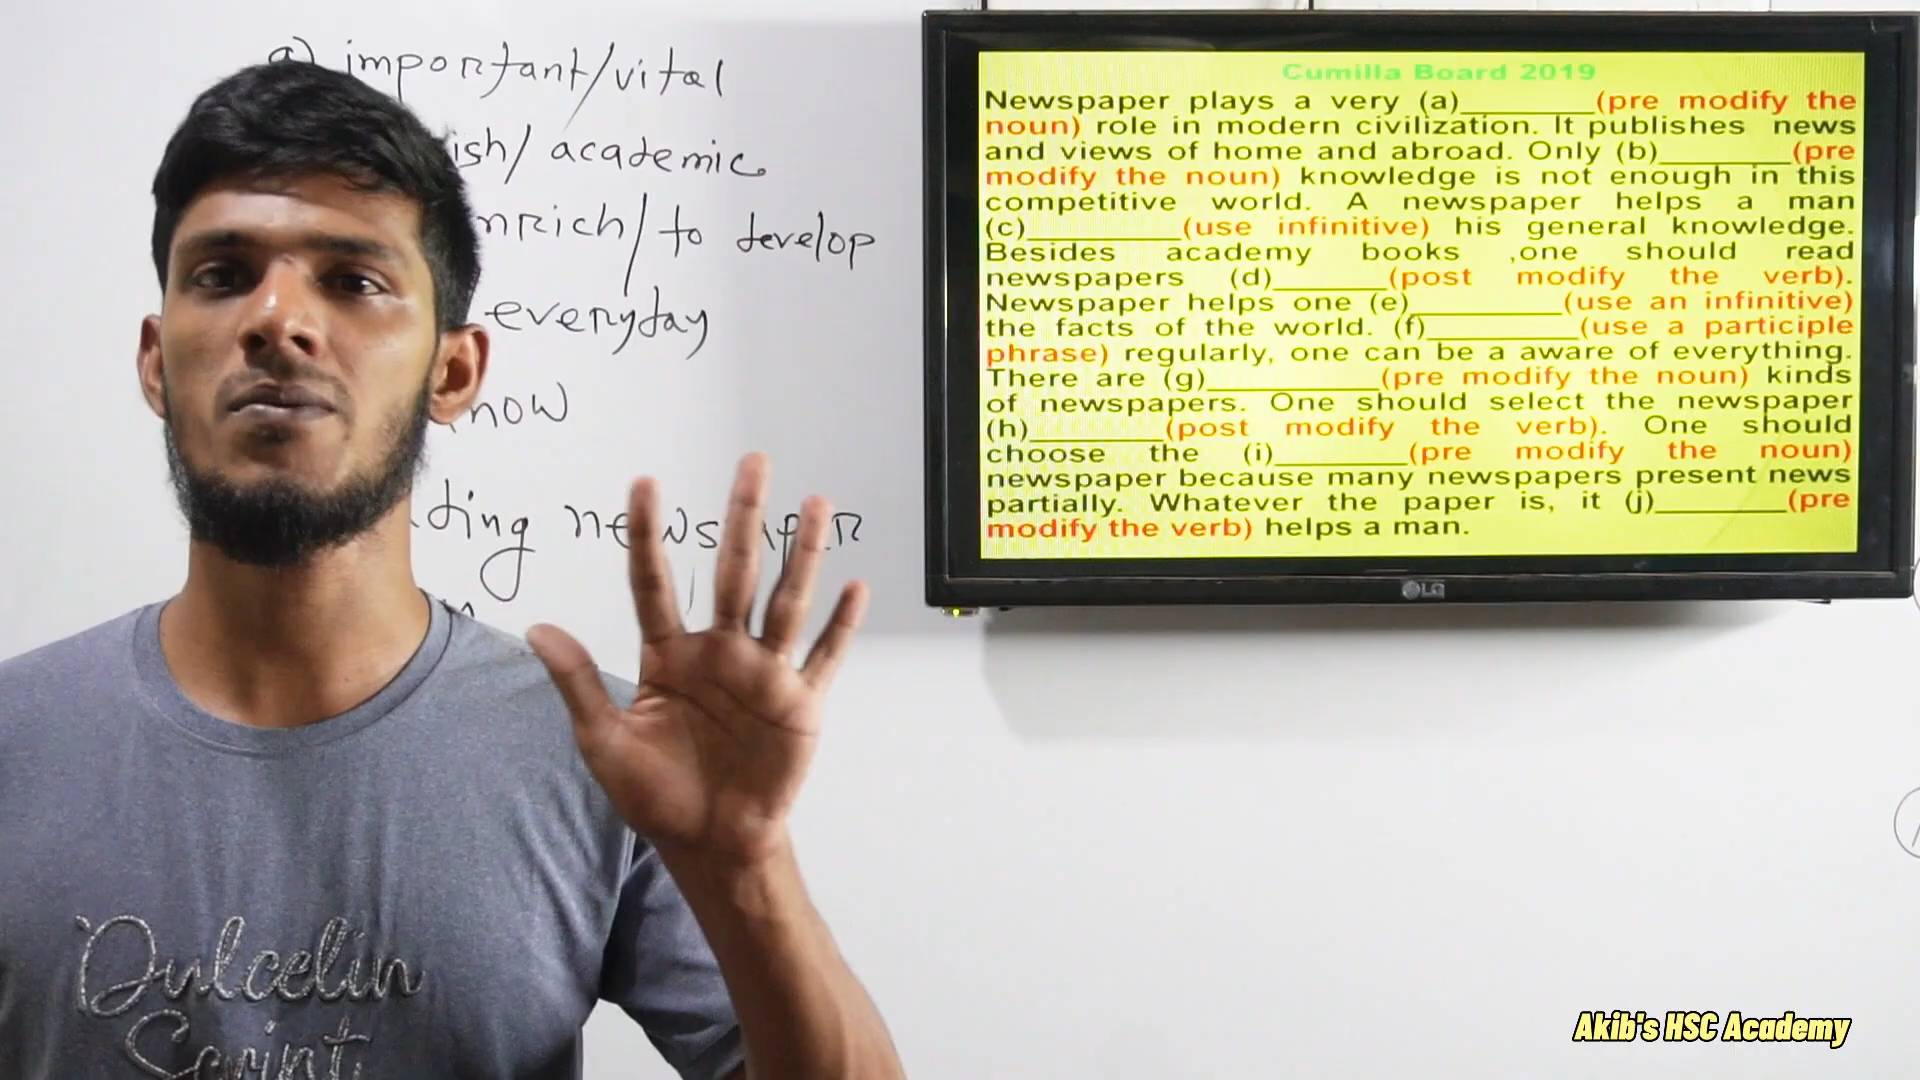 a) important/vital
ish/ academic
nrich/ to develop
everyday
now
ding newspaper
Cumilla Board 2019
Newspaper plays a very (a)________(pre modify the
noun) role in modern civilization. It publishes news
and views of home and abroad. Only (b)________(pre
modify the noun) knowledge is not enough in this
competitive world. A newspaper helps a man
(c)_________(use infinitive) his general knowledge.
Besides academy books ,one should read
newspapers (d)_______(post modify the verb).
Newspaper helps one (e)_________(use an infinitive)
the facts of the world. (f)_________(use a participle
phrase) regularly, one can be a aware of everything.
There are (g)__________(pre modify the noun) kinds
of newspapers. One should select the newspaper
(h)________(post modify the verb). One should
choose the (i)________(pre modify the noun)
newspaper because many newspapers present news
partially. Whatever the paper is, it (j)________(pre
modify the verb) helps a man.
LG
Dulcelin
Script
Akib's HSC Academy